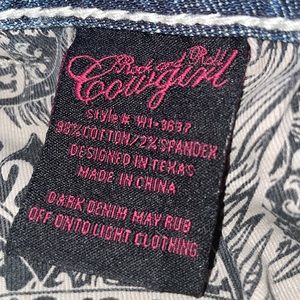 Rock and Roll
Cowgirl
Style# W1-3637
98%COTTON/2%SPANDEX
DESIGNED IN TEXAS
MADE IN CHINA
DARK DENIM MAY RUB
OFF ONTO LIGHT CLOTHING